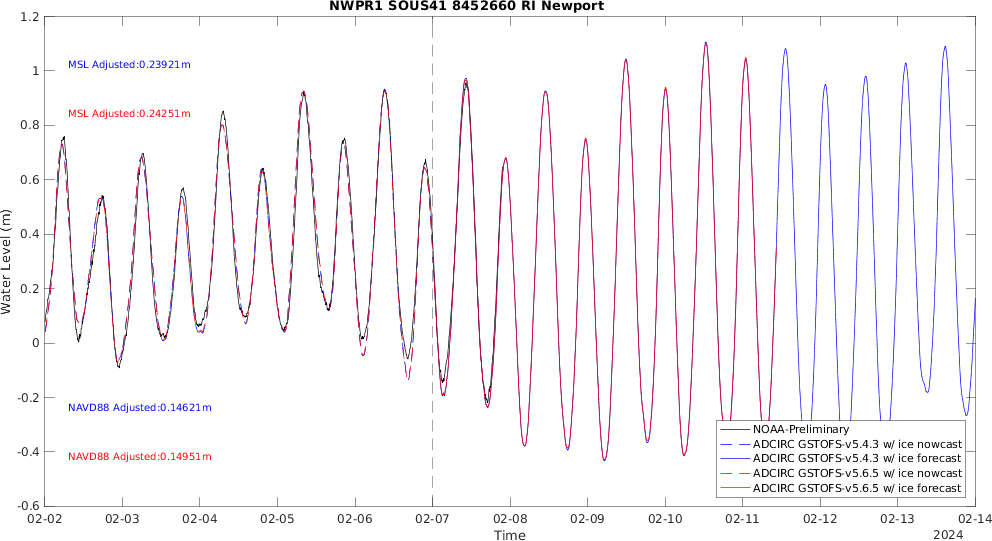 NWPR1 SOUS41 8452660 RI Newport
1.2
1
0.8
0.6
0.4
0.2
0
-0.2
-0.4
-0.6
Water Level (m)
MSL Adjusted:0.23921m
MSL Adjusted:0.24251m
NAVD88 Adjusted:0.14621m
NAVD88 Adjusted:0.14951m
NOAA-Preliminary
ADCIRC GSTOFS-v5.4.3 w/ ice nowcast
ADCIRC GSTOFS-v5.4.3 w/ ice forecast
ADCIRC GSTOFS-v5.6.5 w/ ice nowcast
ADCIRC GSTOFS-v5.6.5 w/ ice forecast
02-02 02-03 02-04 02-05 02-06 02-07 02-08 02-09 02-10 02-11 02-12 02-13 02-14
Time
2024